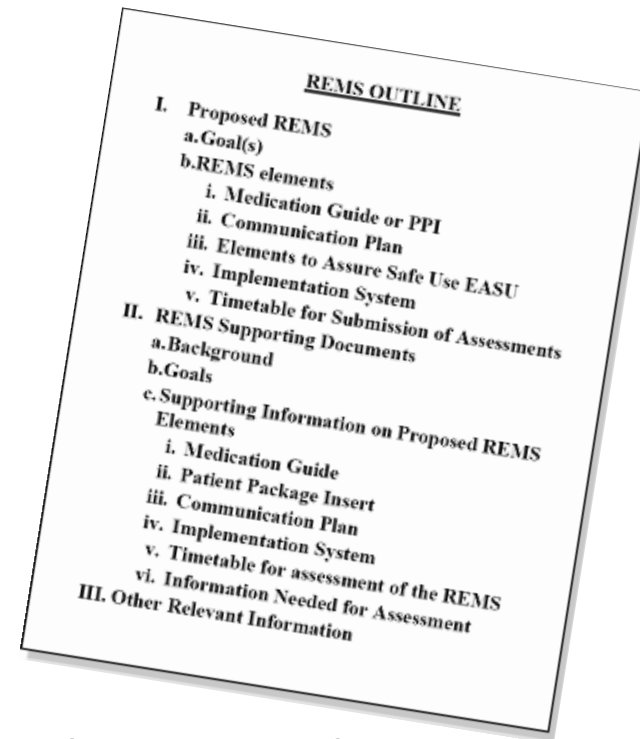 REMS OUTLINE
I. Proposed REMS
a.Goal(s)
b.REMS elements
i. Medication Guide or PPI
ii. Communication Plan
iii. Elements to Assure Safe Use EASU
iv. Implementation System
v. Timetable for Submission of Assessments
II. REMS Supporting Documents
a.Background
b.Goals
c.Supporting Information on Proposed REMS
Elements
i. Medication Guide
ii. Patient Package Insert
iii. Communication Plan
iv. Implementation System
v. Timetable for assessment of the REMS
vi. Information Needed for Assessment
III. Other Relevant Information